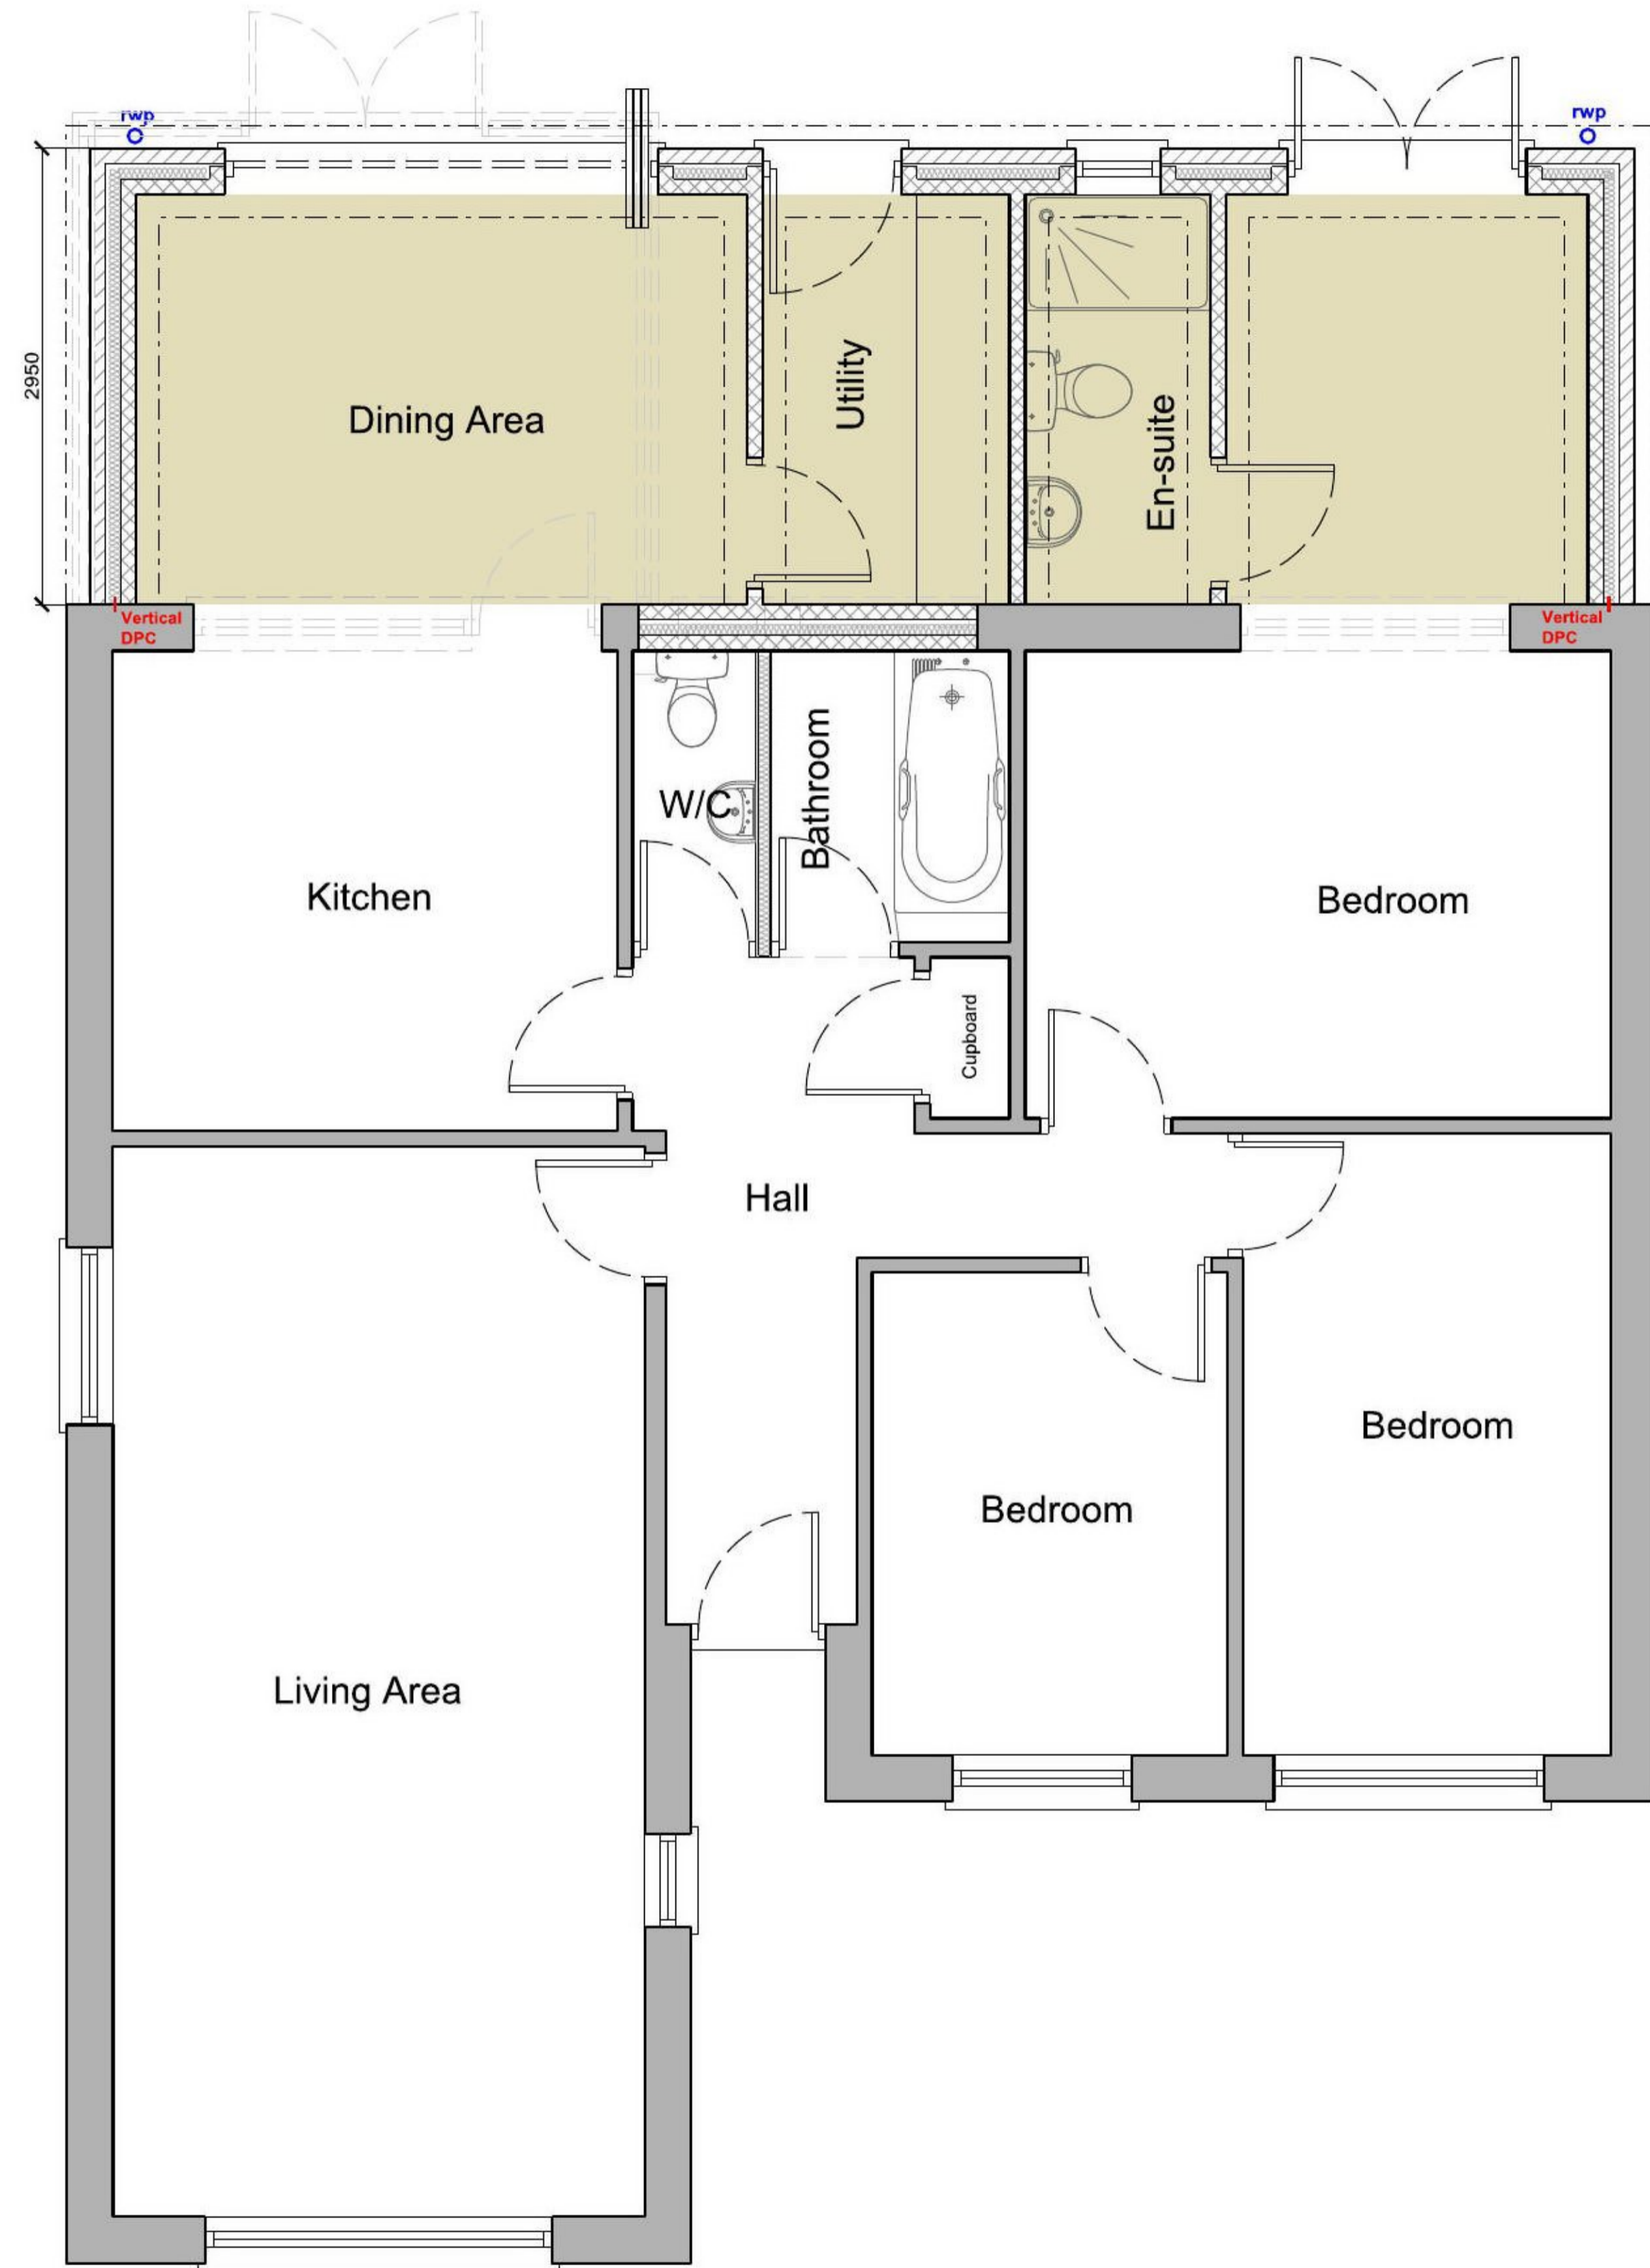 rwp
rwp
2950
Dining Area
Utility
En-suite
Vertical
DPC
Vertical
DPC
W/C
Bathroom
Kitchen
Bedroom
Cupboard
Hall
Bedroom
Bedroom
Living Area